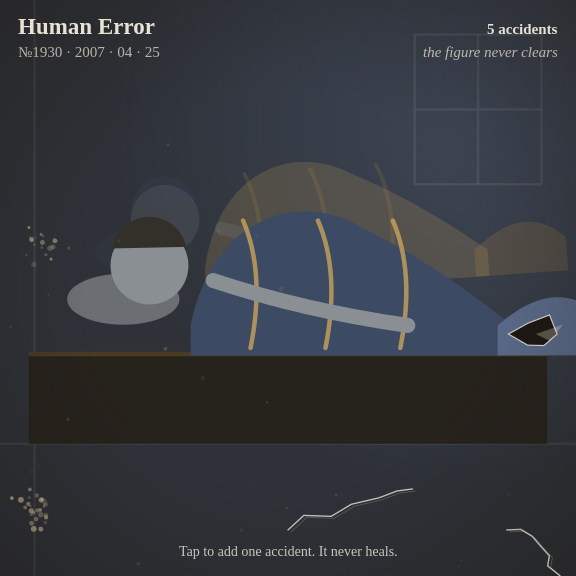 Human Error
№1930 · 2007 · 04 · 25
5 accidents
the figure never clears
Tap to add one accident. It never heals.